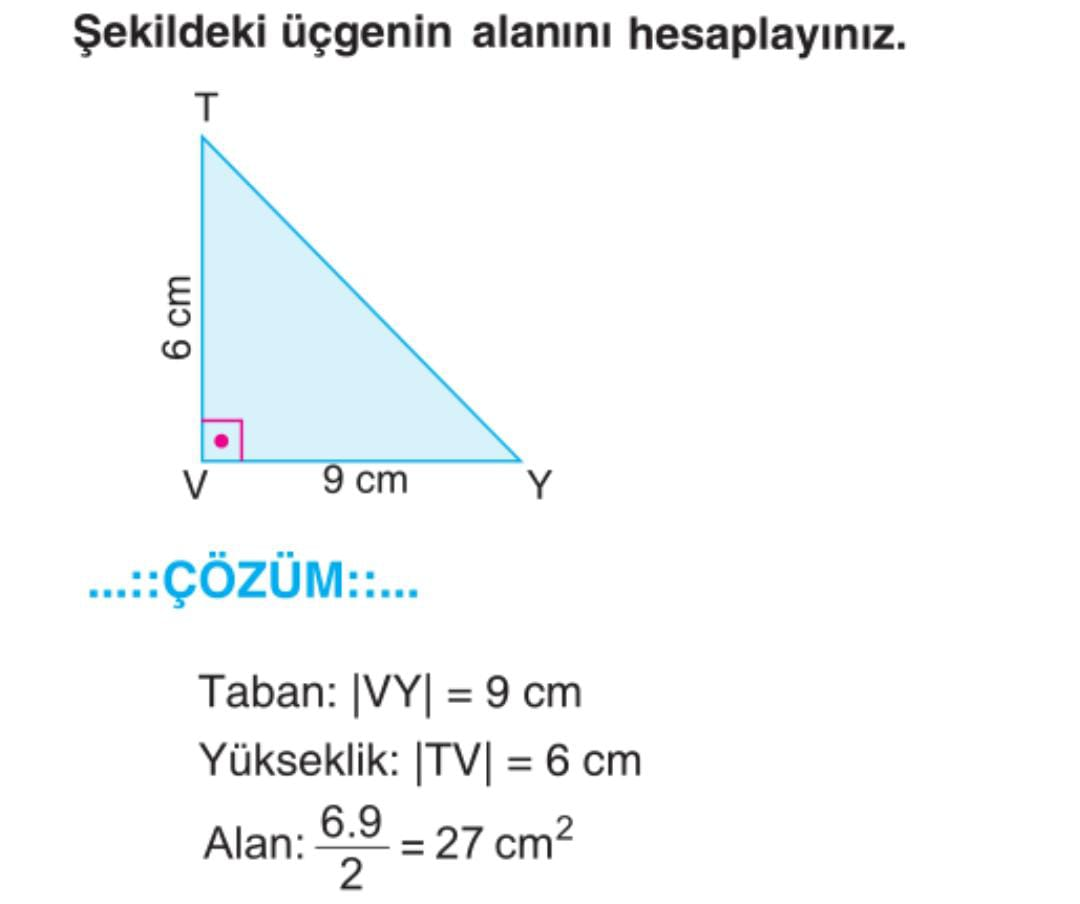 Şekildeki üçgenin alanını hesaplayınız.
T
6 cm
V
9 cm
Y
...::ÇÖZÜM::...
Taban: |VY| = 9 cm
Yükseklik: |TV| = 6 cm
Alan: 6.9/2 = 27 cm²